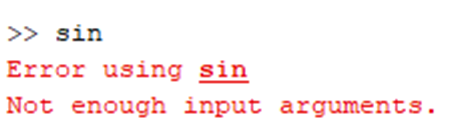 >> sin
Error using sin
Not enough input arguments.